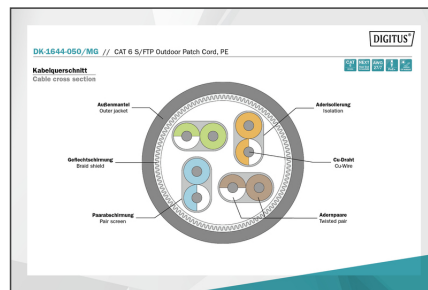 DIGITUS®
DK-1644-050/MG // CAT 6 S/FTP Outdoor Patch Cord, PE
Kabelquerschnitt
Cable cross section
Außenmantel
Outer jacket
Aderisolierung
Isolation
Geflechtschirmung
Braid shield
Cu-Draht
Cu-Wire
Paarabschirmung
Pair screen
Aderspaare
Twisted pair